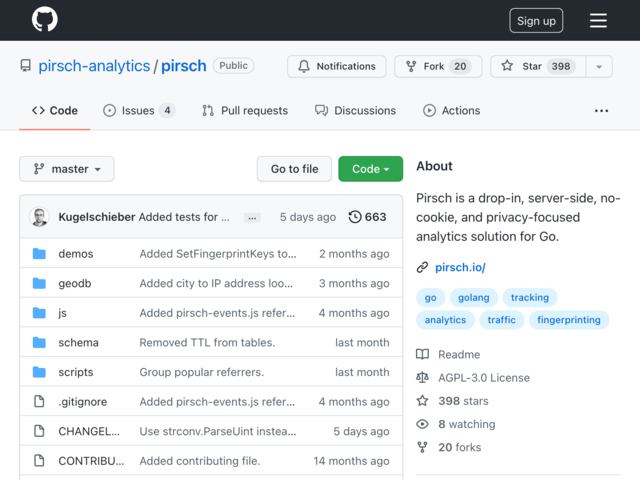 Sign up
pirsch-analytics / pirsch Public
Notifications Fork 20 Star 398
Code Issues 4 Pull requests Discussions Actions ...
master Go to file Code
Kugelschieber Added tests for ... ... 5 days ago 663
demos Added SetFingerprintKeys to... 2 months ago
geodb Added city to IP address loo... 3 months ago
js Added pirsch-events.js refer... 4 months ago
schema Removed TTL from tables. last month
scripts Group popular referrers. last month
.gitignore Added pirsch-events.js refer... 4 months ago
CHANGEL... Use strconv.ParseUint instea... 5 days ago
CONTRIBU... Added contributing file. 14 months ago
About
Pirsch is a drop-in, server-side, no-
cookie, and privacy-focused
analytics solution for Go.
pirsch.io/
go golang tracking
analytics traffic fingerprinting
Readme
AGPL-3.0 License
398 stars
8 watching
20 forks